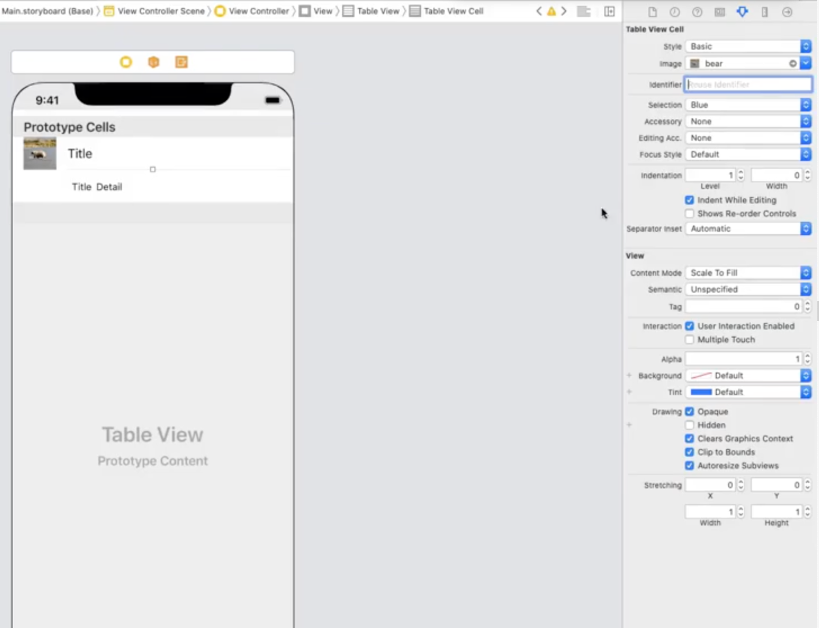 Main.storyboard (Base) 〉 View Controller Scene 〉 View Controller 〉 View 〉 Table View 〉 Table View Cell
Table View Cell
Style Basic
Image bear
Identifier Reuse Identifier
Selection Blue
Accessory None
Editing Acc. None
Focus Style Default
Indentation 1 0
Level Width
Indent While Editing
Shows Re-order Controls
Separator Inset Automatic
View
Content Mode Scale To Fill
Semantic Unspecified
Tag 0
Interaction User Interaction Enabled
Multiple Touch
Alpha 1
+ Background Default
+ Tint Default
Drawing Opaque
+ Hidden
Clears Graphics Context
Clip to Bounds
Autoresize Subviews
Stretching 0 0
X Y
1 1
Width Height
9:41
Prototype Cells
Title
Title Detail
Table View
Prototype Content